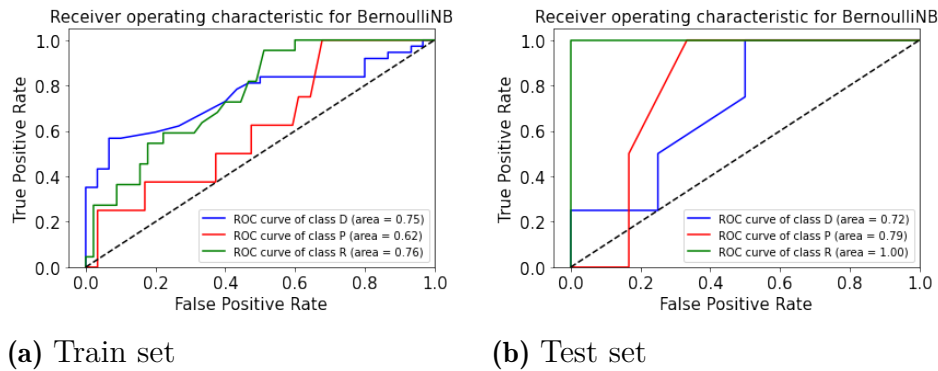 Receiver operating characteristic for BernoulliNB
True Positive Rate
1.0
0.8
0.6
0.4
0.2
0.0
ROC curve of class D (area = 0.75)
ROC curve of class P (area = 0.62)
ROC curve of class R (area = 0.76)
0.0 0.2 0.4 0.6 0.8 1.0
False Positive Rate
(a) Train set
Receiver operating characteristic for BernoulliNB
True Positive Rate
1.0
0.8
0.6
0.4
0.2
0.0
ROC curve of class D (area = 0.72)
ROC curve of class P (area = 0.79)
ROC curve of class R (area = 1.00)
0.0 0.2 0.4 0.6 0.8 1.0
False Positive Rate
(b) Test set